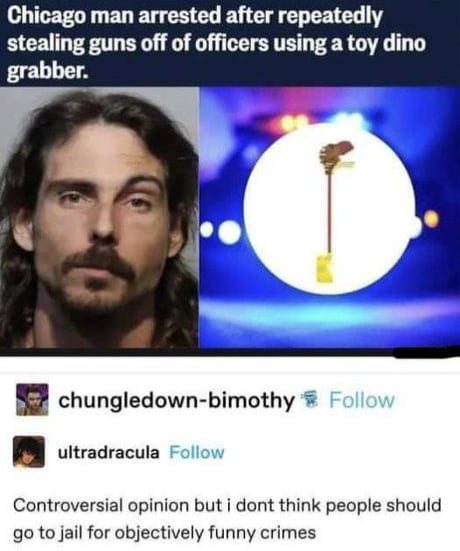 Chicago man arrested after repeatedly
stealing guns off of officers using a toy dino
grabber.
chungledown-bimothy Follow
ultradracula Follow
Controversial opinion but i dont think people should
go to jail for objectively funny crimes